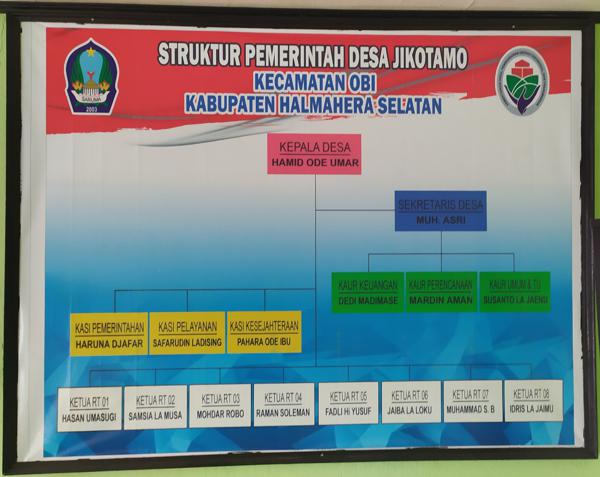 STRUKTUR PEMERINTAH DESA JIKOTAMO
KECAMATAN OBI
KABUPATEN HALMAHERA SELATAN
SARUMA
2003
KEPALA DESA
HAMID ODE UMAR
SEKRETARIS DESA
MUH. ASRI
KAUR KEUANGAN
DEDI MADIMASE
KAUR PERENCANAAN
MARDIN AMAN
KAUR UMUM & TU
SUSANTO LA JAENU
KASI PEMERINTAHAN
HARUNA DJAFAR
KASI PELAYANAN
SAFARUDIN LADISING
KASI KESEJAHTERAAN
PAHARA ODE IBU
KETUA RT 01
HASAN UMASUGI
KETUA RT 02
SAMSIA LA MUSA
KETUA RT 03
MOHDAR ROBO
KETUA RT 04
RAMAN SOLEMAN
KETUA RT 05
FADLI Hi YUSUF
KETUA RT 06
JAIBA LA LOKU
KETUA RT 07
MUHAMMAD S. B
KETUA RT 08
IDRIS LA JAIMU